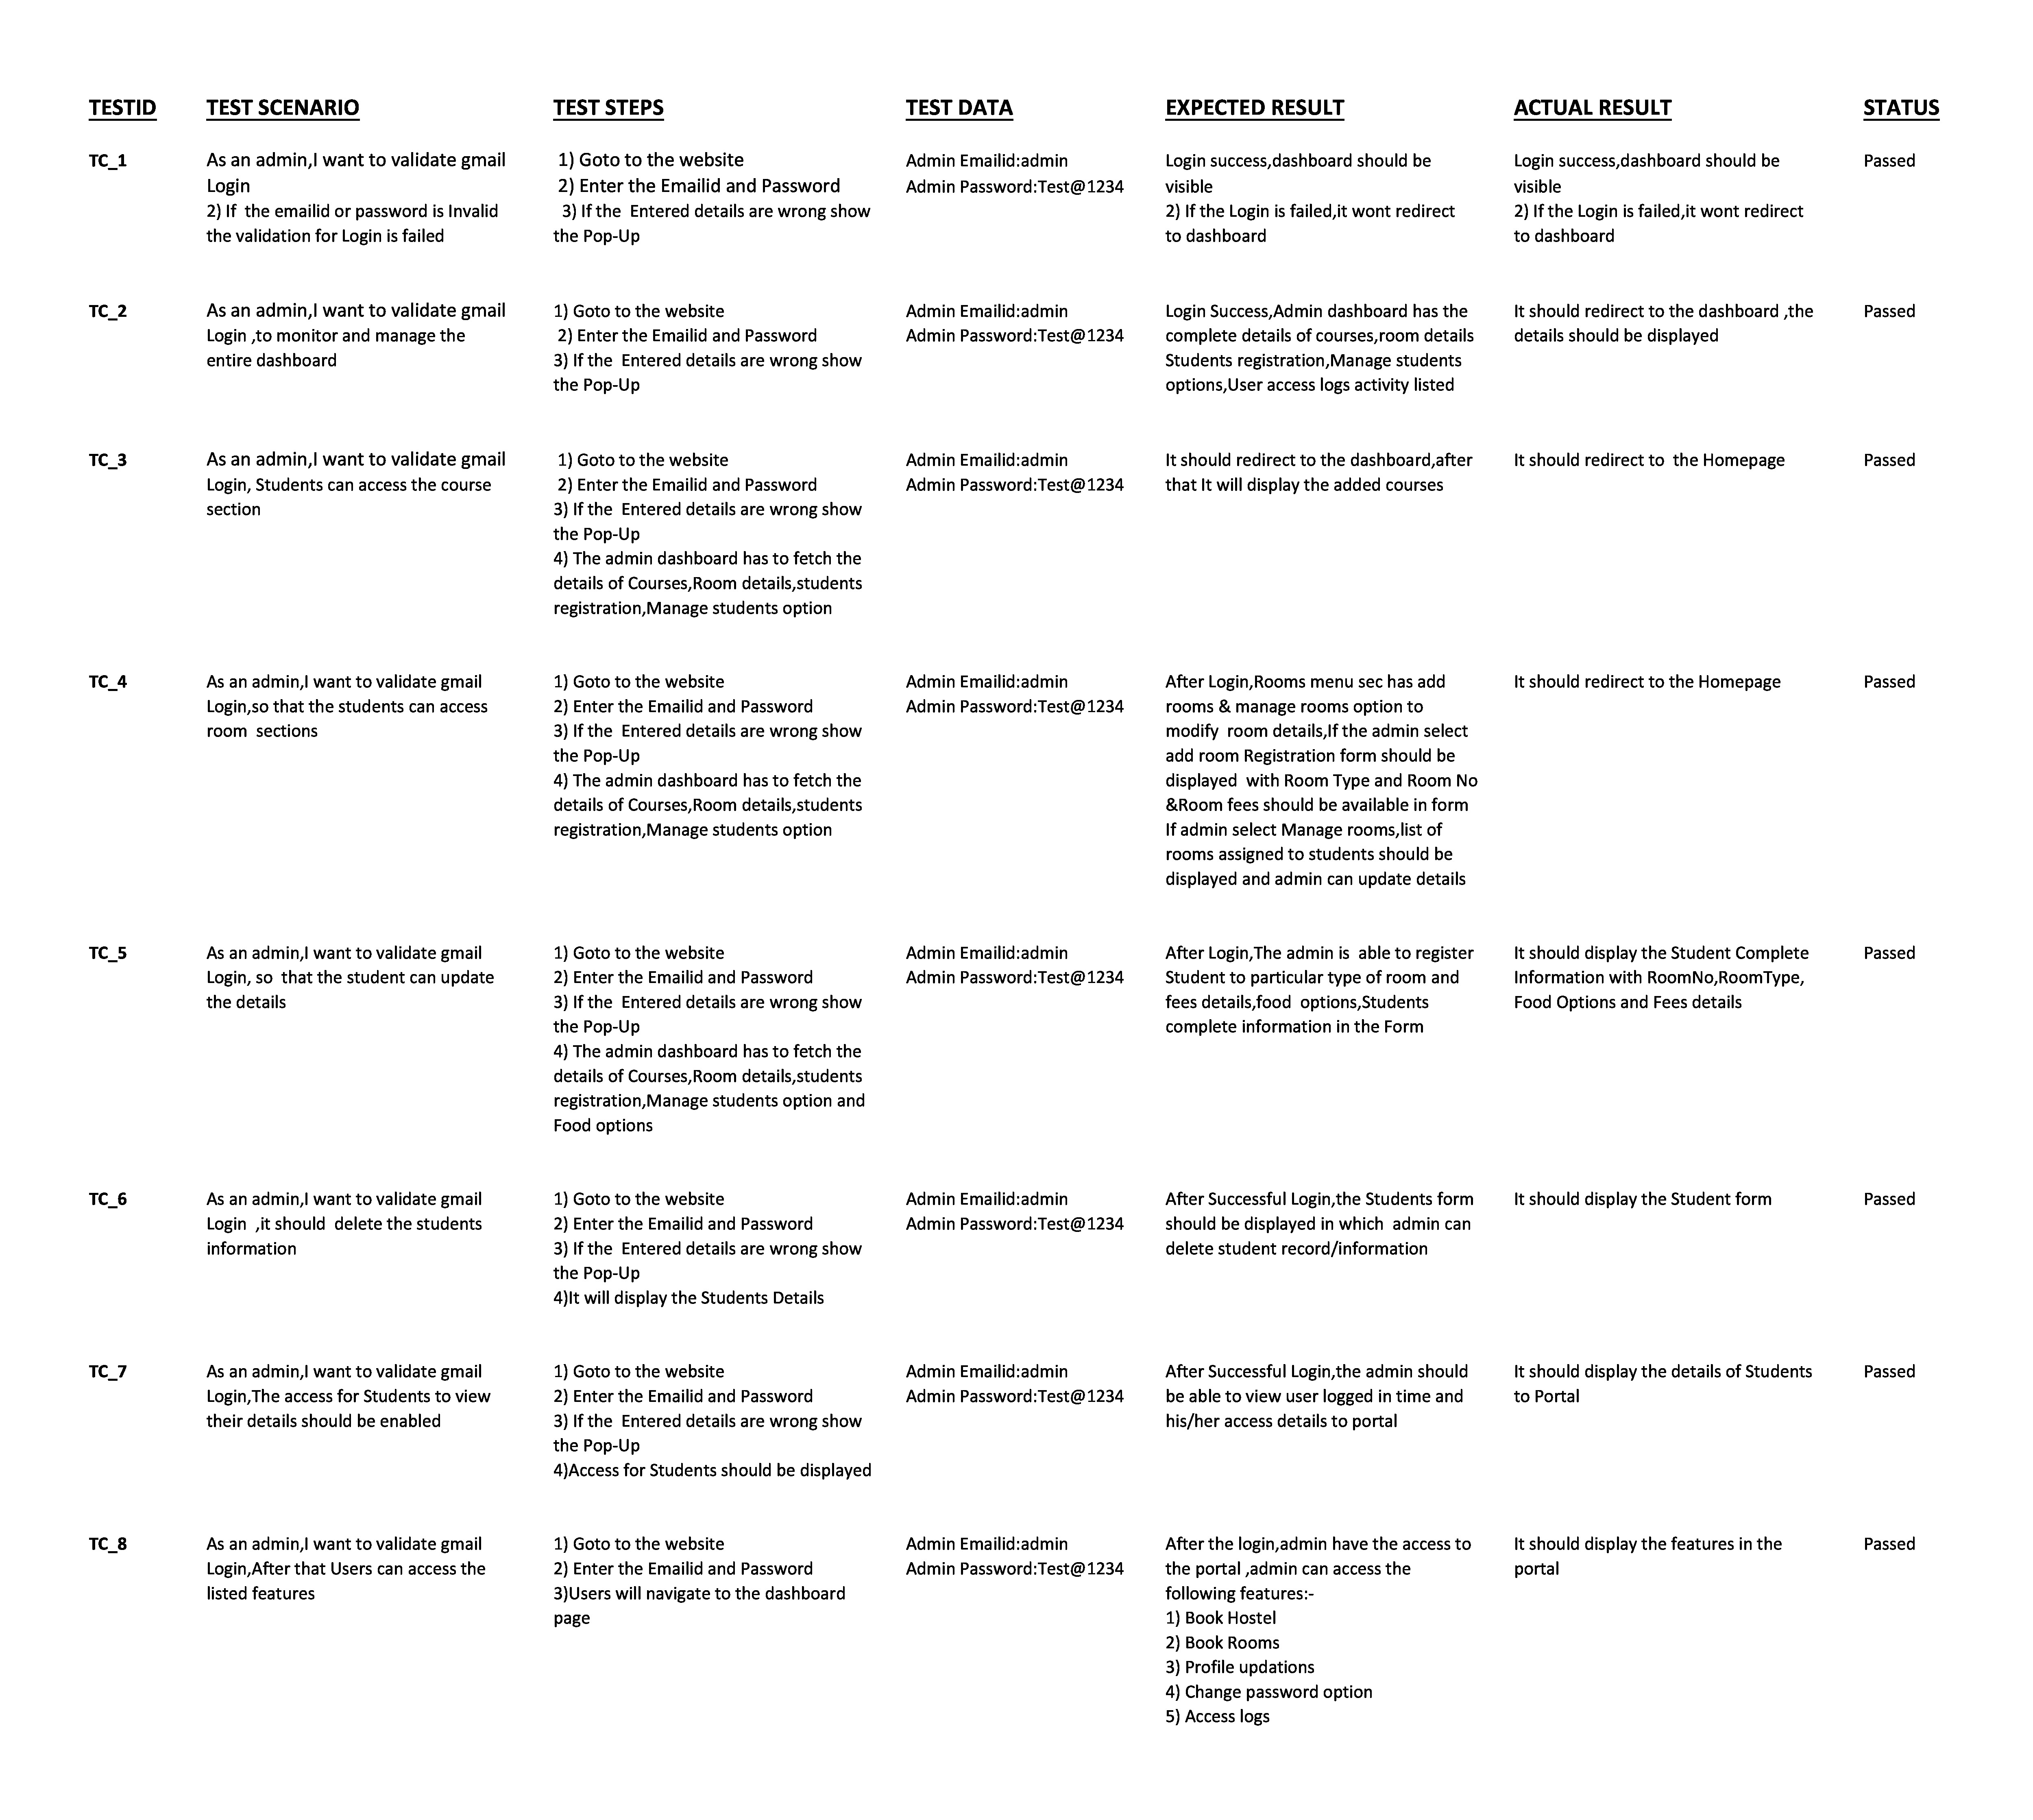 TESTID TEST SCENARIO TEST STEPS TEST DATA EXPECTED RESULT ACTUAL RESULT STATUS
TC_1
As an admin,I want to validate gmail
Login
2) If the emailid or password is Invalid
the validation for Login is failed
1) Goto to the website
2) Enter the Emailid and Password
3) If the Entered details are wrong show
the Pop-Up
Admin Emailid:admin
Admin Password:Test@1234
Login success,dashboard should be
visible
2) If the Login is failed,it wont redirect
to dashboard
Login success,dashboard should be
visible
2) If the Login is failed,it wont redirect
to dashboard
Passed
TC_2
As an admin,I want to validate gmail
Login ,to monitor and manage the
entire dashboard
1) Goto to the website
2) Enter the Emailid and Password
3) If the Entered details are wrong show
the Pop-Up
Admin Emailid:admin
Admin Password:Test@1234
Login Success,Admin dashboard has the
complete details of courses,room details
Students registration,Manage students
options,User access logs activity listed
It should redirect to the dashboard ,the
details should be displayed
Passed
TC_3
As an admin,I want to validate gmail
Login, Students can access the course
section
1) Goto to the website
2) Enter the Emailid and Password
3) If the Entered details are wrong show
the Pop-Up
4) The admin dashboard has to fetch the
details of Courses,Room details,students
registration,Manage students option
Admin Emailid:admin
Admin Password:Test@1234
It should redirect to the dashboard,after
that It will display the added courses
It should redirect to the Homepage
Passed
TC_4
As an admin,I want to validate gmail
Login,so that the students can access
room sections
1) Goto to the website
2) Enter the Emailid and Password
3) If the Entered details are wrong show
the Pop-Up
4) The admin dashboard has to fetch the
details of Courses,Room details,students
registration,Manage students option
Admin Emailid:admin
Admin Password:Test@1234
After Login,Rooms menu sec has add
rooms & manage rooms option to
modify room details,If the admin select
add room Registration form should be
displayed with Room Type and Room No
&Room fees should be available in form
If admin select Manage rooms,list of
rooms assigned to students should be
displayed and admin can update details
It should redirect to the Homepage
Passed
TC_5
As an admin,I want to validate gmail
Login, so that the student can update
the details
1) Goto to the website
2) Enter the Emailid and Password
3) If the Entered details are wrong show
the Pop-Up
4) The admin dashboard has to fetch the
details of Courses,Room details,students
registration,Manage students option and
Food options
Admin Emailid:admin
Admin Password:Test@1234
After Login,The admin is able to register
Student to particular type of room and
fees details,food options,Students
complete information in the Form
It should display the Student Complete
Information with RoomNo,RoomType,
Food Options and Fees details
Passed
TC_6
As an admin,I want to validate gmail
Login ,it should delete the students
information
1) Goto to the website
2) Enter the Emailid and Password
3) If the Entered details are wrong show
the Pop-Up
4)It will display the Students Details
Admin Emailid:admin
Admin Password:Test@1234
After Successful Login,the Students form
should be displayed in which admin can
delete student record/information
It should display the Student form
Passed
TC_7
As an admin,I want to validate gmail
Login,The access for Students to view
their details should be enabled
1) Goto to the website
2) Enter the Emailid and Password
3) If the Entered details are wrong show
the Pop-Up
4)Access for Students should be displayed
Admin Emailid:admin
Admin Password:Test@1234
After Successful Login,the admin should
be able to view user logged in time and
his/her access details to portal
It should display the details of Students
to Portal
Passed
TC_8
As an admin,I want to validate gmail
Login,After that Users can access the
listed features
1) Goto to the website
2) Enter the Emailid and Password
3)Users will navigate to the dashboard
page
Admin Emailid:admin
Admin Password:Test@1234
After the login,admin have the access to
the portal ,admin can access the
following features:-
1) Book Hostel
2) Book Rooms
3) Profile updations
4) Change password option
5) Access logs
It should display the features in the
portal
Passed